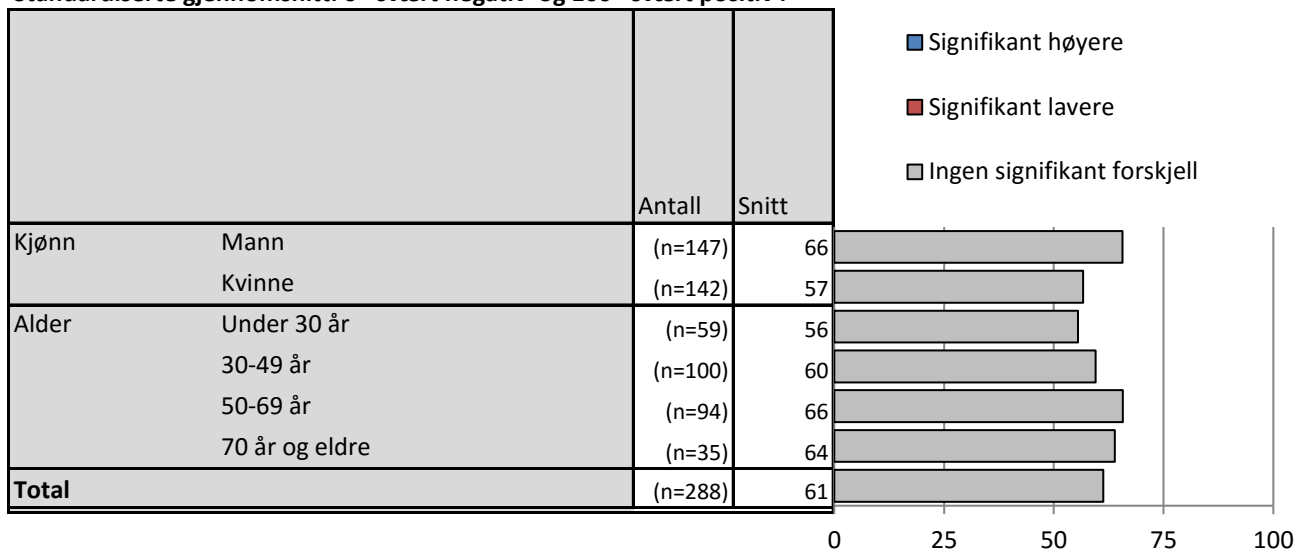 Signifikant høyere
Signifikant lavere
Ingen signifikant forskjell
Antall Snitt
Kjønn Mann (n=147) 66
Kvinne (n=142) 57
Alder Under 30 år (n=59) 56
30-49 år (n=100) 60
50-69 år (n=94) 66
70 år og eldre (n=35) 64
Total (n=288) 61
0 25 50 75 100